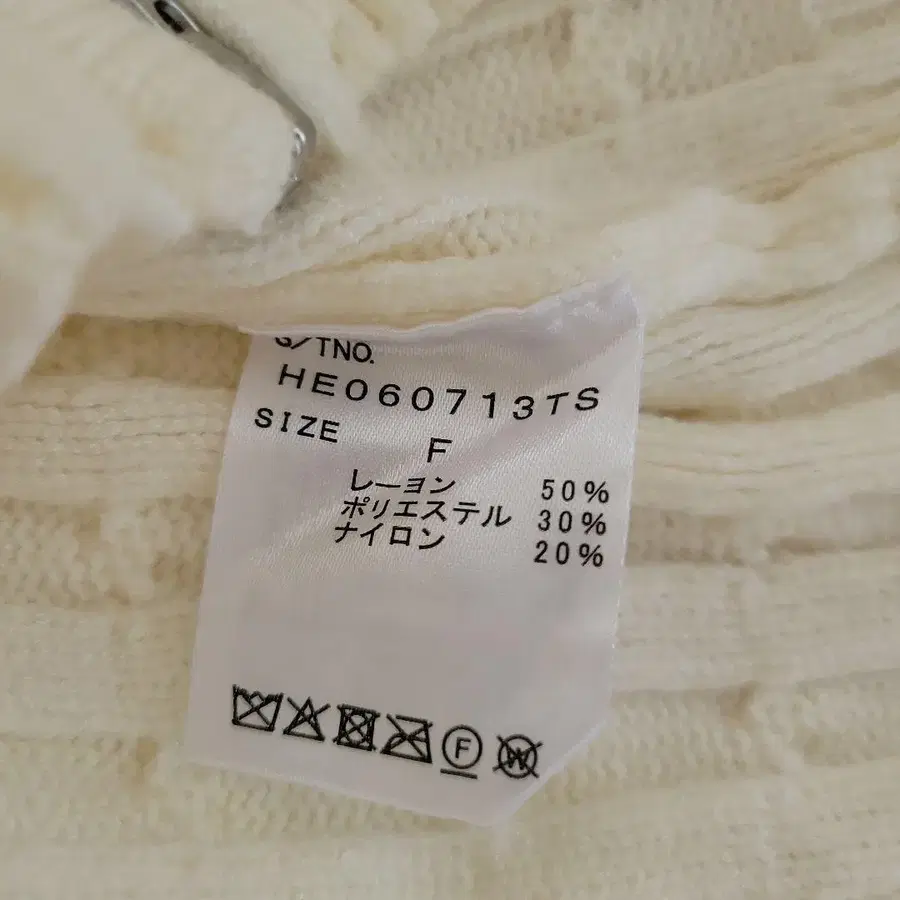 S/TNO.
HE060713TS
SIZE F
レーヨン 50%
ポリエステル 30%
ナイロン 20%
F W